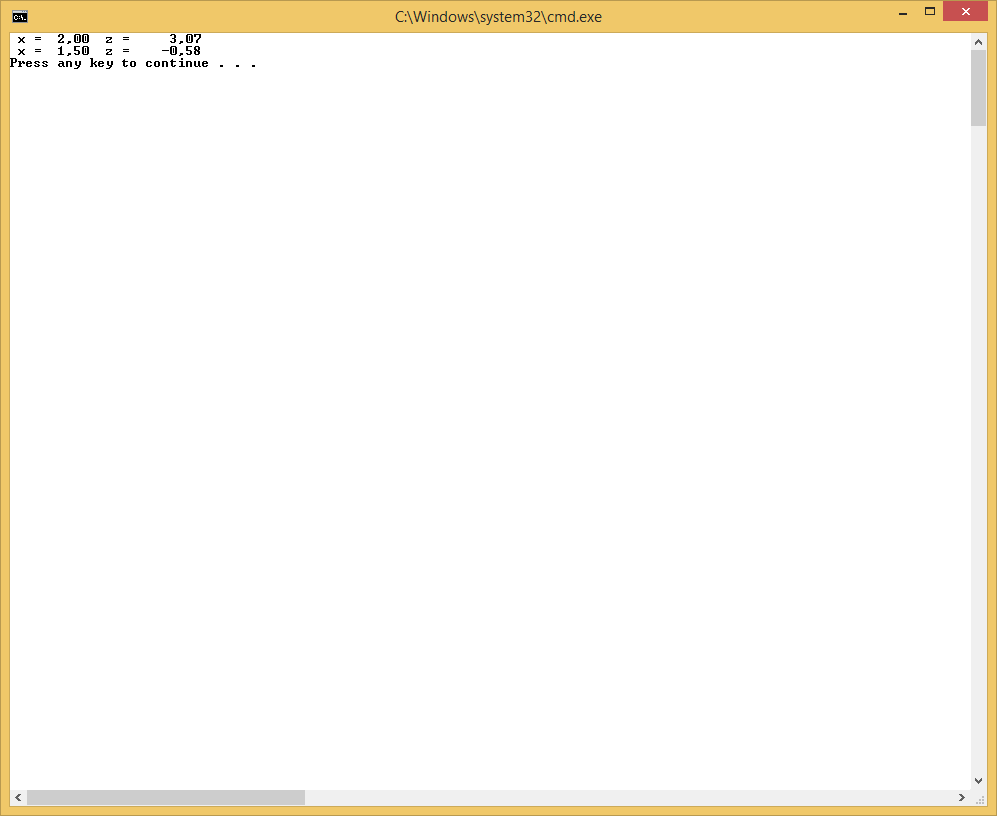 C:\Windows\system32\cmd.exe
x = 2,00 z = 3,07
x = 1,50 z = -0,58
Press any key to continue . . .